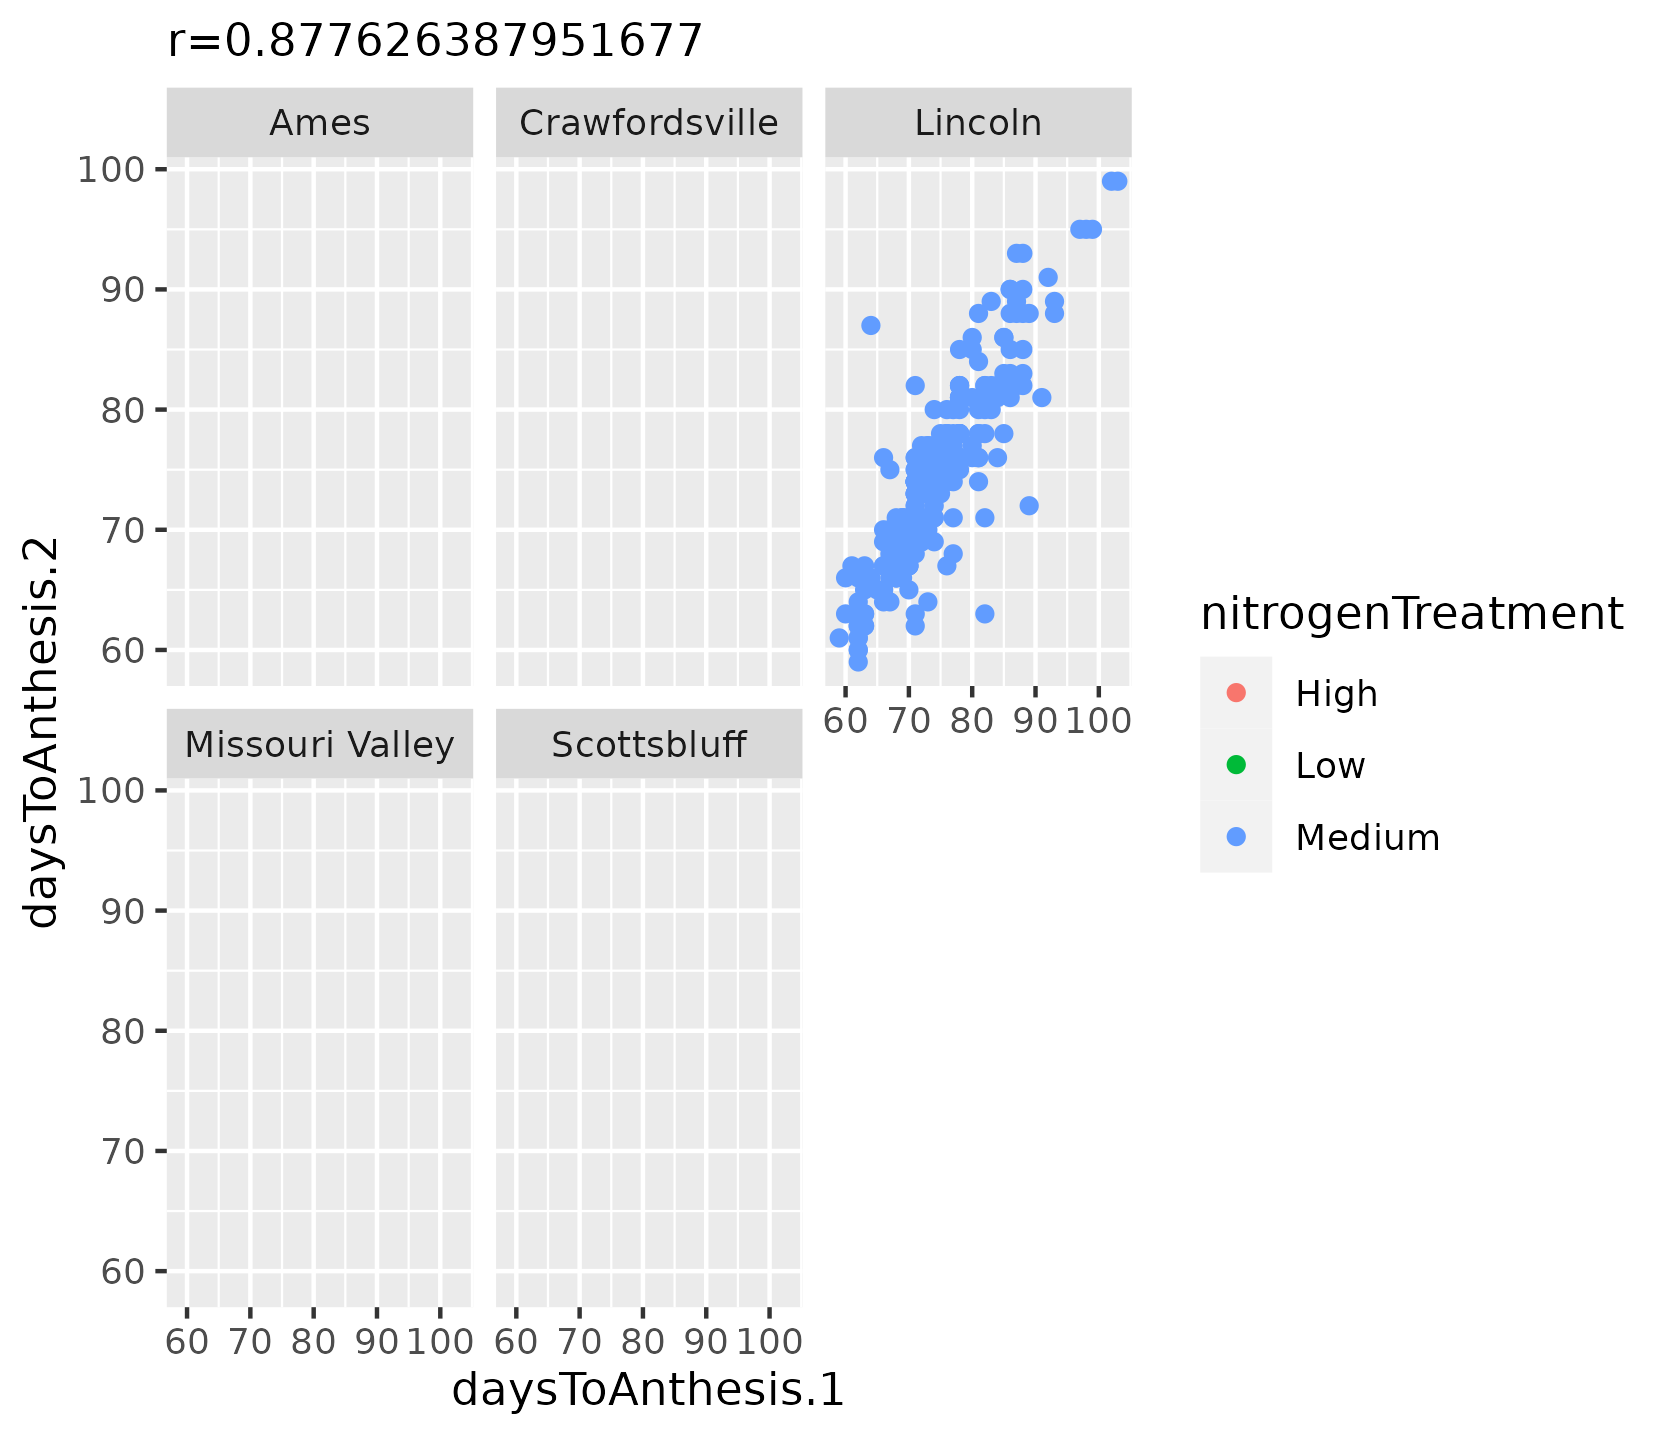 r=0.877626387951677
Ames
Crawfordsville
Lincoln
100
90
80
70
60
60 70 80 90 100
Missouri Valley
Scottsbluff
100
90
80
70
60
60 70 80 90 100
60 70 80 90 100
daysToAnthesis.2
daysToAnthesis.1
nitrogenTreatment
High
Low
Medium